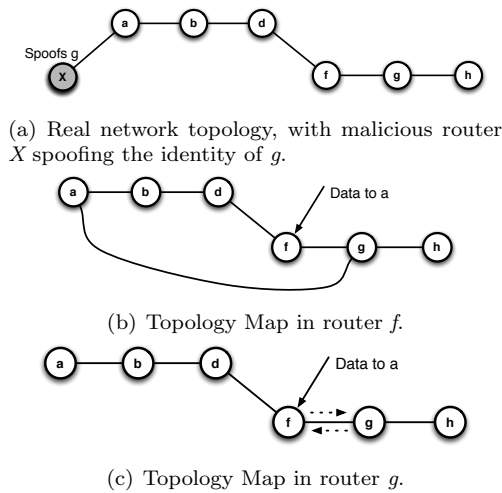 a b d
Spoofs g
X f g h
(a) Real network topology, with malicious router
X spoofing the identity of g.
a b d Data to a
f g h
(b) Topology Map in router f.
a b d Data to a
f g h
(c) Topology Map in router g.